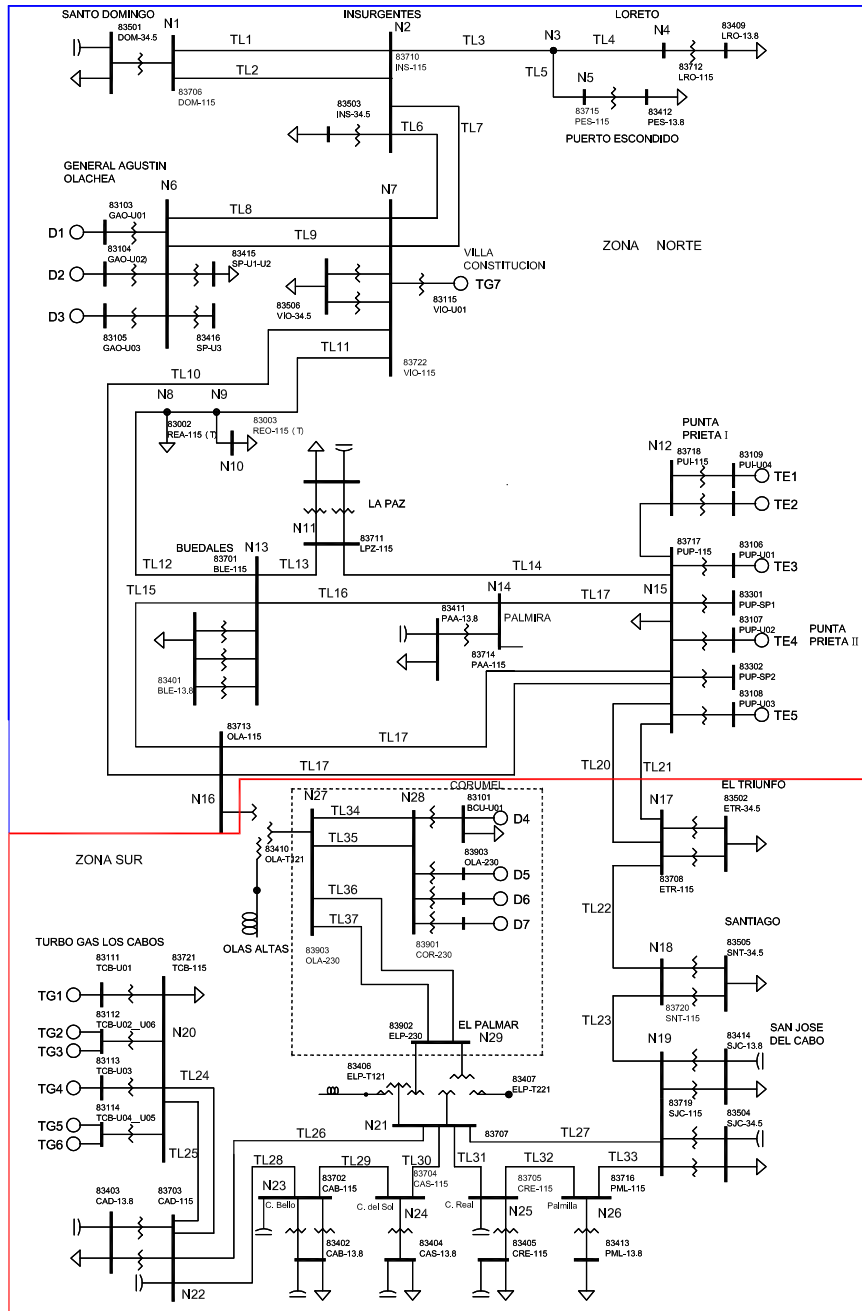 SANTO DOMINGO
83501
DOM-34.5
N1
83706
DOM-115
TL1
TL2
INSURGENTES
N2
83710
INS-115
83503
INS-34.5
TL6
TL7
TL3
N3
TL4
TL5
LORETO
N4
83409
LRO-13.8
83712
LRO-115
N5
83715
PES-115
83412
PES-13.8
PUERTO ESCONDIDO
GENERAL AGUSTIN
OLACHEA
N6
83103
GAO-U01
D1
83104
GAO-U02)
D2
D3
83105
GAO-U03
83415
SP-U1-U2
83416
SP-U3
TL8
TL9
N7
83506
VIO-34.5
VILLA
CONSTITUCION
TG7
83115
VIO-U01
83722
VIO-115
ZONA NORTE
TL10
TL11
N8
N9
83002
REA-115 (T)
83003
REO-115 (T)
N10
LA PAZ
N11
83711
LPZ-115
PUNTA
PRIETA I
N12
83718
PUI-115
83109
PUI-U04
TE1
TE2
BUEDALES
N13
83701
BLE-115
TL12
TL13
TL14
TL15
TL16
TL17
83401
BLE-13.8
83411
PAA-13.8
N14
PALMIRA
83714
PAA-115
N15
83717
PUP-115
83106
PUP-U01
TE3
83301
PUP-SP1
83107
PUP-U02
TE4
PUNTA
PRIETA II
83302
PUP-SP2
83108
PUP-U03
TE5
83713
OLA-115
TL17
TL17
N16
TL20
TL21
ZONA SUR
CORUMEL
N27
TL34
TL35
TL36
TL37
N28
83101
BCU-U01
D4
83903
OLA-230
D5
D6
D7
83410
OLA-T121
83903
OLA-230
83901
COR-230
OLAS ALTAS
83902
ELP-230
EL PALMAR
N29
EL TRIUNFO
N17
83502
ETR-34.5
83708
ETR-115
TL22
SANTIAGO
N18
83505
SNT-34.5
83720
SNT-115
TL23
TURBO GAS LOS CABOS
83111
TCB-U01
83721
TCB-115
TG1
83112
TCB-U02__U06
TG2
TG3
N20
83113
TCB-U03
TG4
TL24
83114
TCB-U04__U05
TG5
TG6
TL25
83406
ELP-T121
83407
ELP-T221
N21
83707
TL26
TL27
N19
SAN JOSE
DEL CABO
83414
SJC-13.8
83719
SJC-115
83504
SJC-34.5
TL28
TL29
TL30
TL31
TL32
TL33
83403
CAD-13.8
83703
CAD-115
N22
N23
83702
CAB-115
C. Bello
83402
CAB-13.8
83704
CAS-115
C. del Sol
N24
83404
CAS-13.8
83705
CRE-115
C. Real
N25
83405
CRE-115
83716
PML-115
Palmilla
N26
83413
PML-13.8